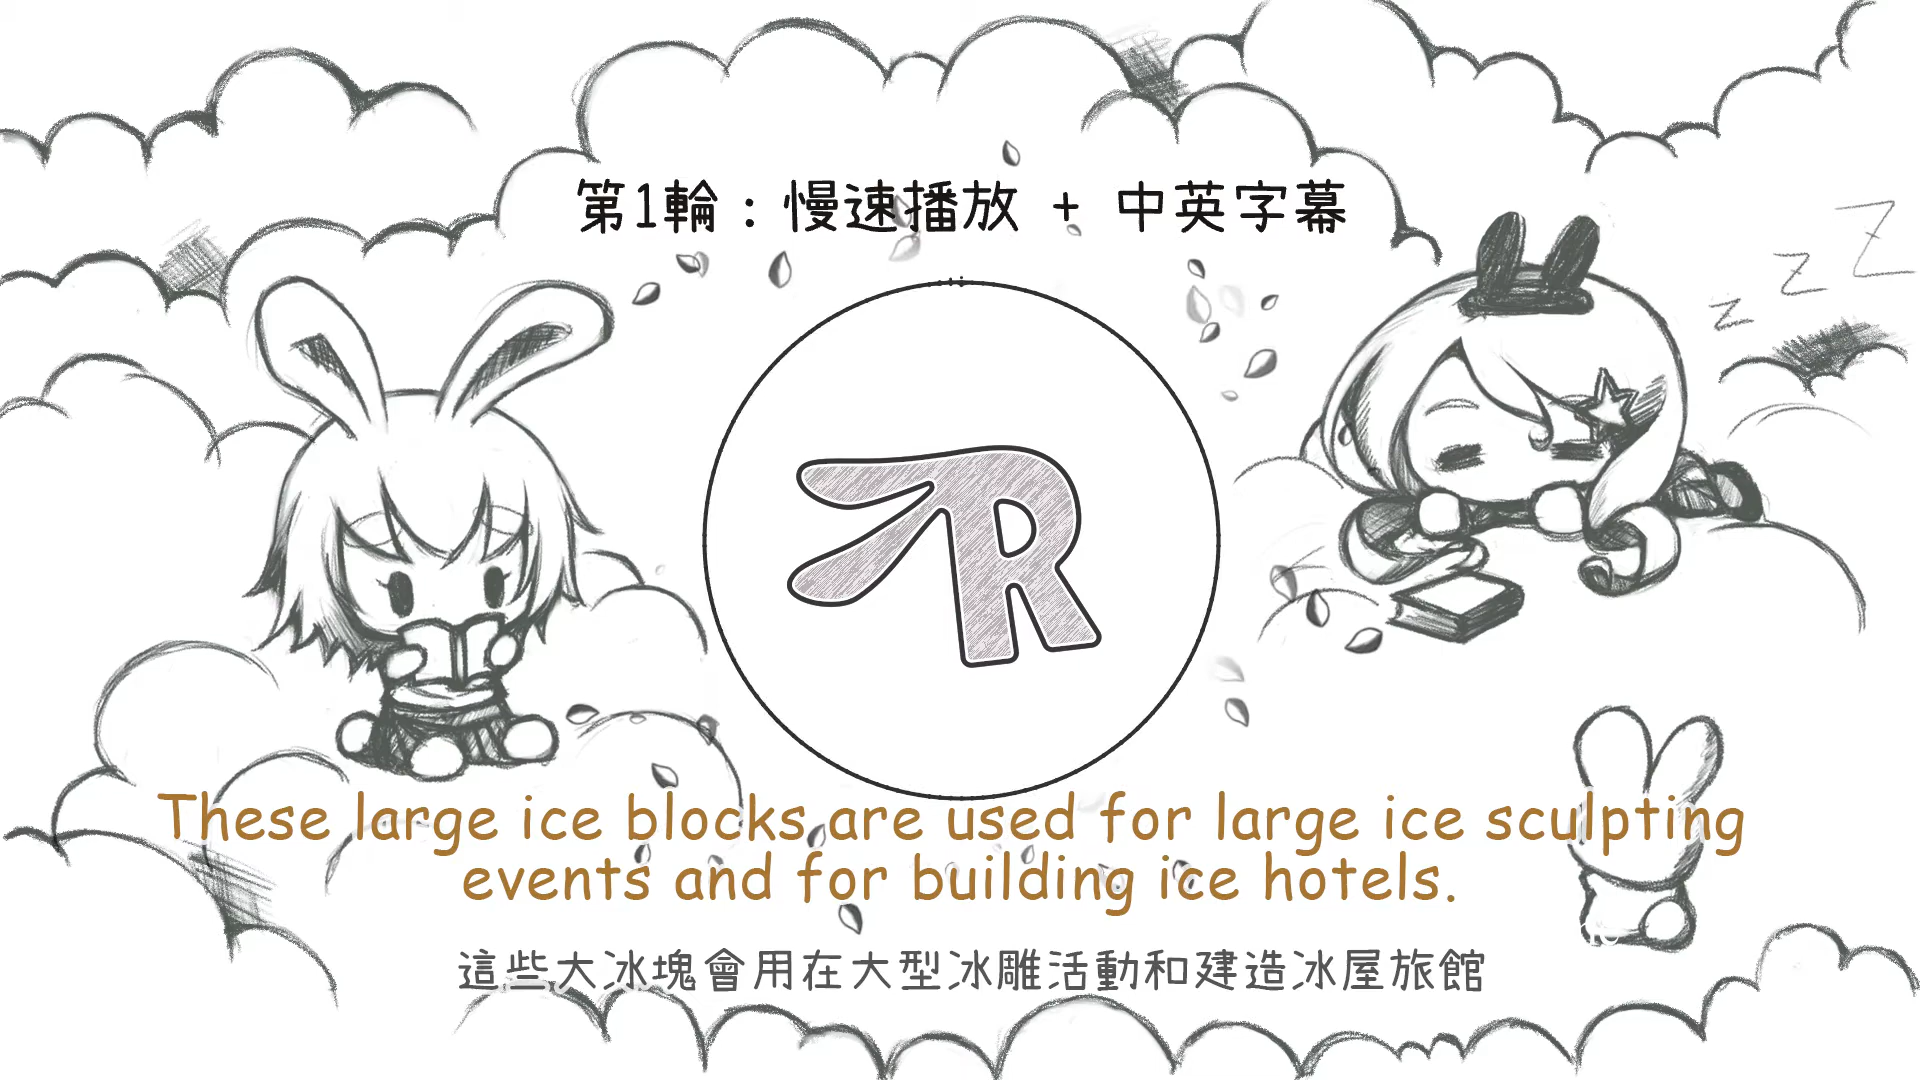 第1輪：慢速播放 + 中英字幕
z z Z
R
These large ice blocks are used for large ice sculpting
events and for building ice hotels.
這些大冰塊會用在大型冰雕活動和建造冰屋旅館